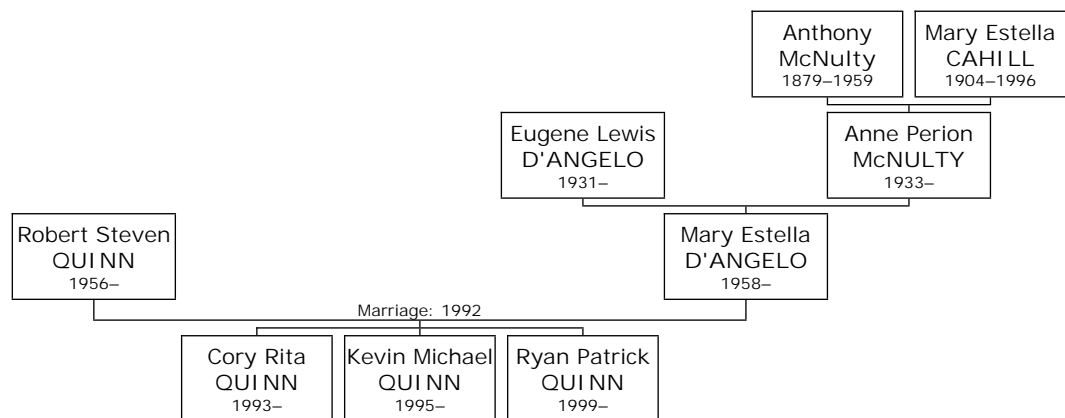 Anthony
McNulty
1879–1959
Mary Estella
CAHILL
1904–1996
Eugene Lewis
D'ANGELO
1931–
Anne Perion
McNULTY
1933–
Robert Steven
QUINN
1956–
Mary Estella
D'ANGELO
1958–
Marriage: 1992
Cory Rita
QUINN
1993–
Kevin Michael
QUINN
1995–
Ryan Patrick
QUINN
1999–